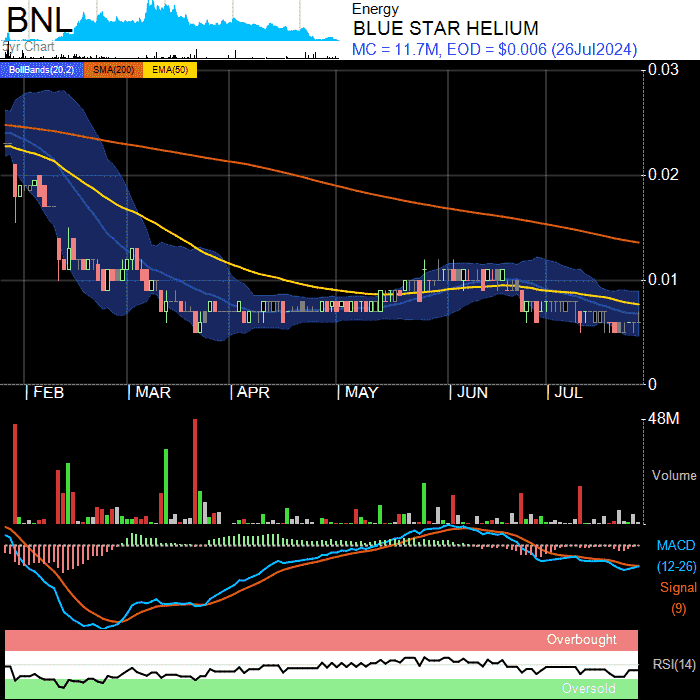 BNL
5yr Chart
Energy
BLUE STAR HELIUM
MC = 11.7M, EOD = $0.006 (26Jul2024)
BollBands(20,2) SMA(200) EMA(50)
0.03
0.02
0.01
0
FEB MAR APR MAY JUN JUL
48M
Volume
MACD
(12-26)
Signal
(9)
Overbought
RSI(14)
Oversold